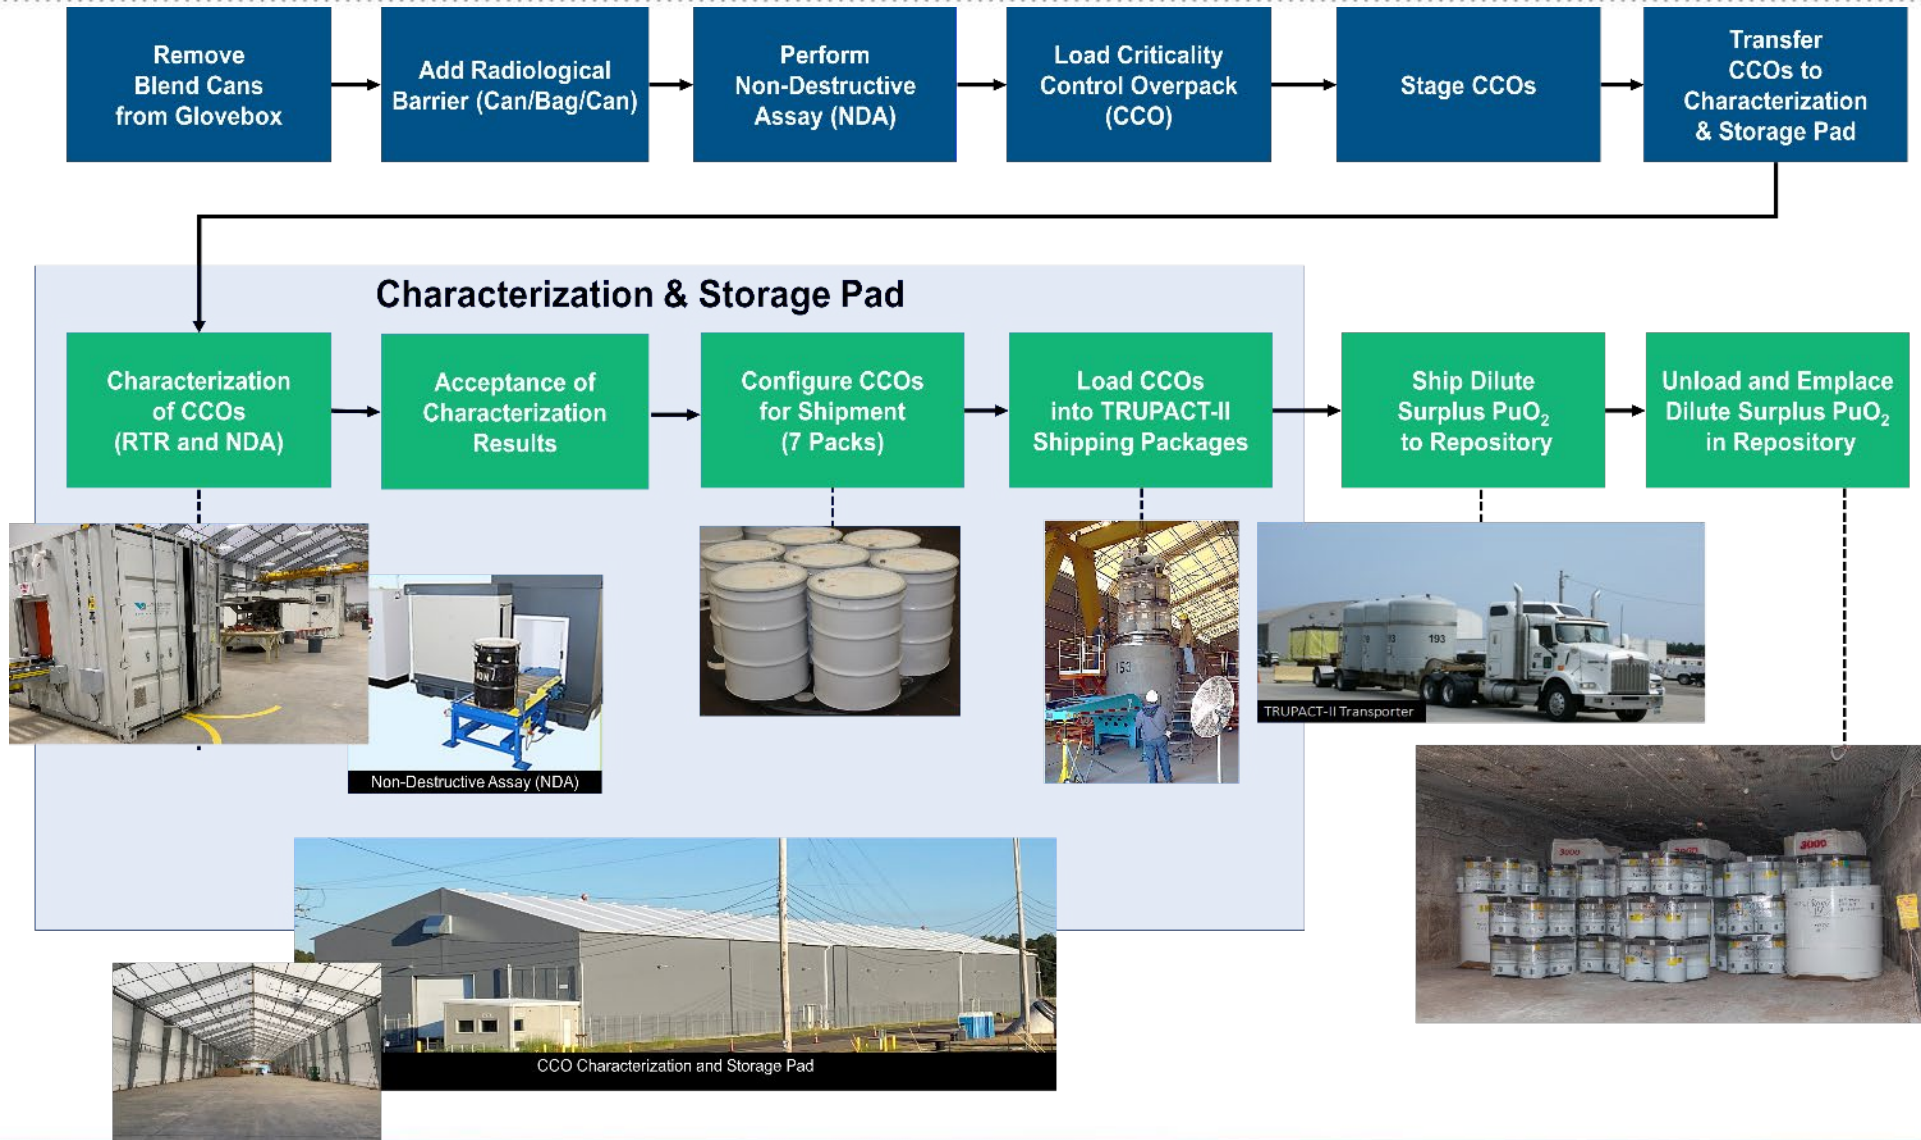 Remove
Blend Cans
from Glovebox
Add Radiological
Barrier (Can/Bag/Can)
Perform
Non-Destructive
Assay (NDA)
Load Criticality
Control Overpack
(CCO)
Stage CCOs
Transfer
CCOs to
Characterization
& Storage Pad
Characterization & Storage Pad
Characterization
of CCOs
(RTR and NDA)
Acceptance of
Characterization
Results
Configure CCOs
for Shipment
(7 Packs)
Load CCOs
into TRUPACT-II
Shipping Packages
Ship Dilute
Surplus PuO₂
to Repository
Unload and Emplace
Dilute Surplus PuO₂
in Repository
153
193
TRUPACT-II Transporter
Non-Destructive Assay (NDA)
3000
3000
3000
CCO Characterization and Storage Pad